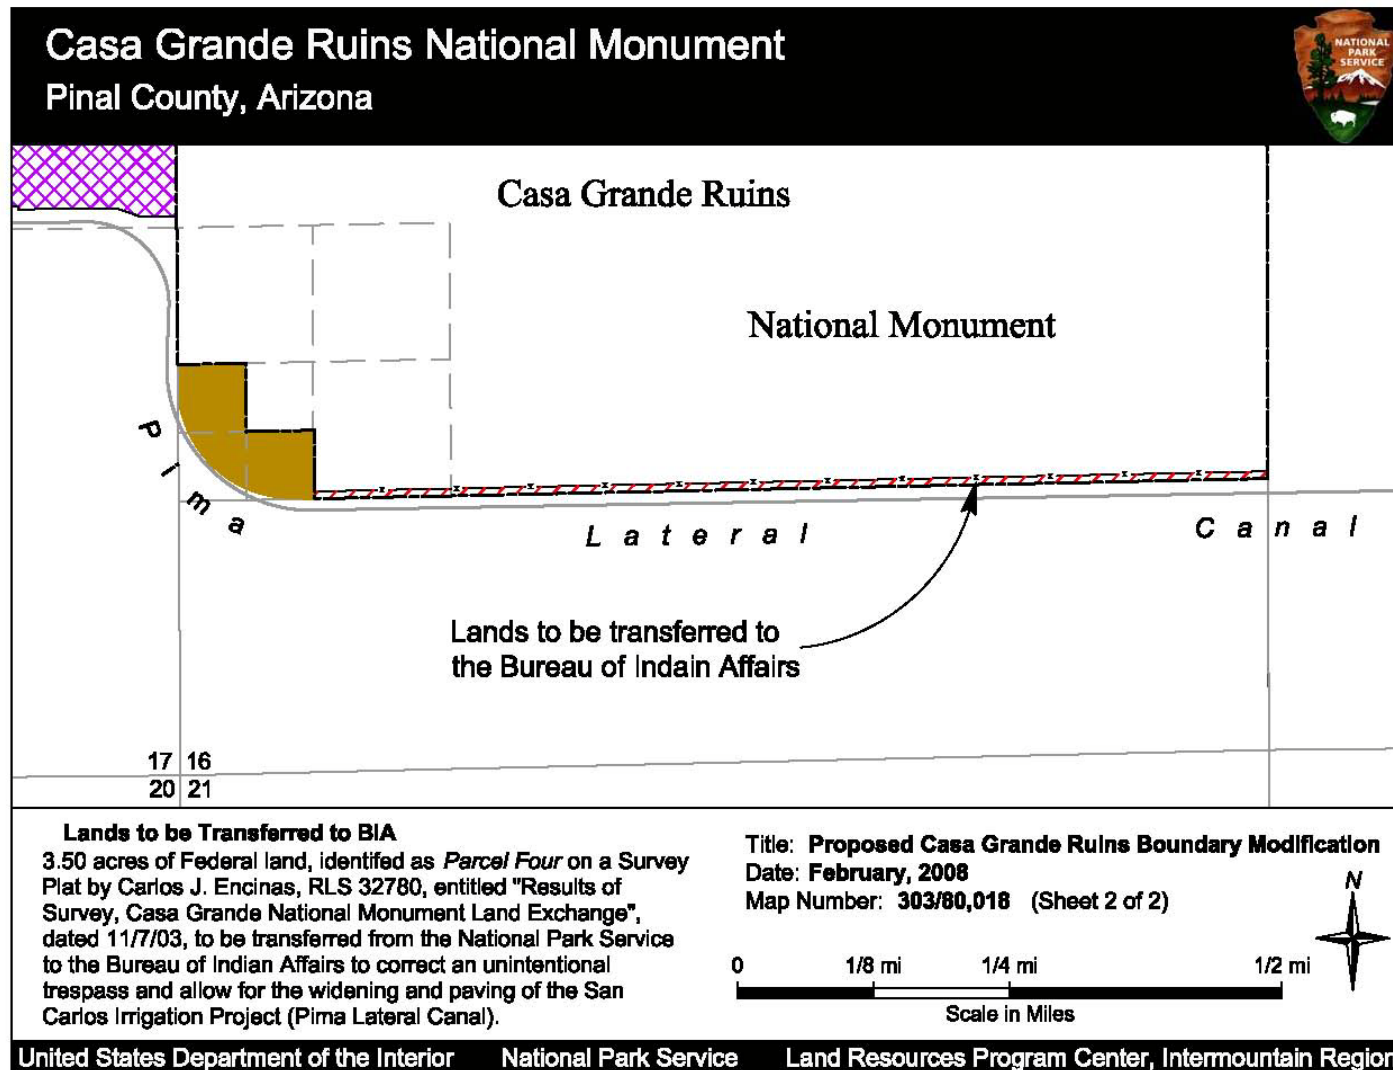 Casa Grande Ruins National Monument
Pinal County, Arizona
NATIONAL
PARK
SERVICE
Casa Grande Ruins
National Monument
Pima
Lateral
Canal
Lands to be transferred to
the Bureau of Indain Affairs
17 16
20 21
Lands to be Transferred to BIA
3.50 acres of Federal land, identifed as Parcel Four on a Survey
Plat by Carlos J. Encinas, RLS 32780, entitled "Results of
Survey, Casa Grande National Monument Land Exchange",
dated 11/7/03, to be transferred from the National Park Service
to the Bureau of Indian Affairs to correct an unintentional
trespass and allow for the widening and paving of the San
Carlos Irrigation Project (Pima Lateral Canal).
Title: Proposed Casa Grande Ruins Boundary Modification
Date: February, 2008
Map Number: 303/80,018 (Sheet 2 of 2)
N
0 1/8 mi 1/4 mi 1/2 mi
Scale in Miles
United States Department of the Interior National Park Service Land Resources Program Center, Intermountain Region